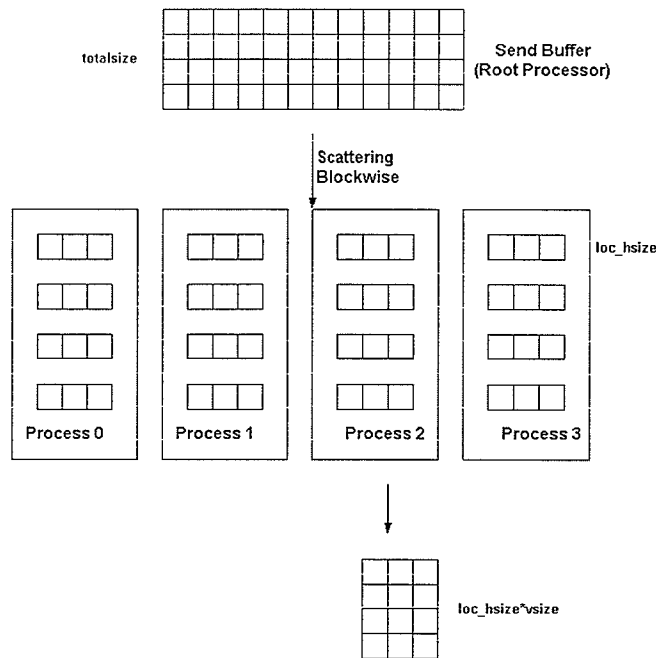 totalsize
Send Buffer
(Root Processor)
Scattering
Blockwise
loc_hsize
Process 0
Process 1
Process 2
Process 3
loc_hsize*vsize